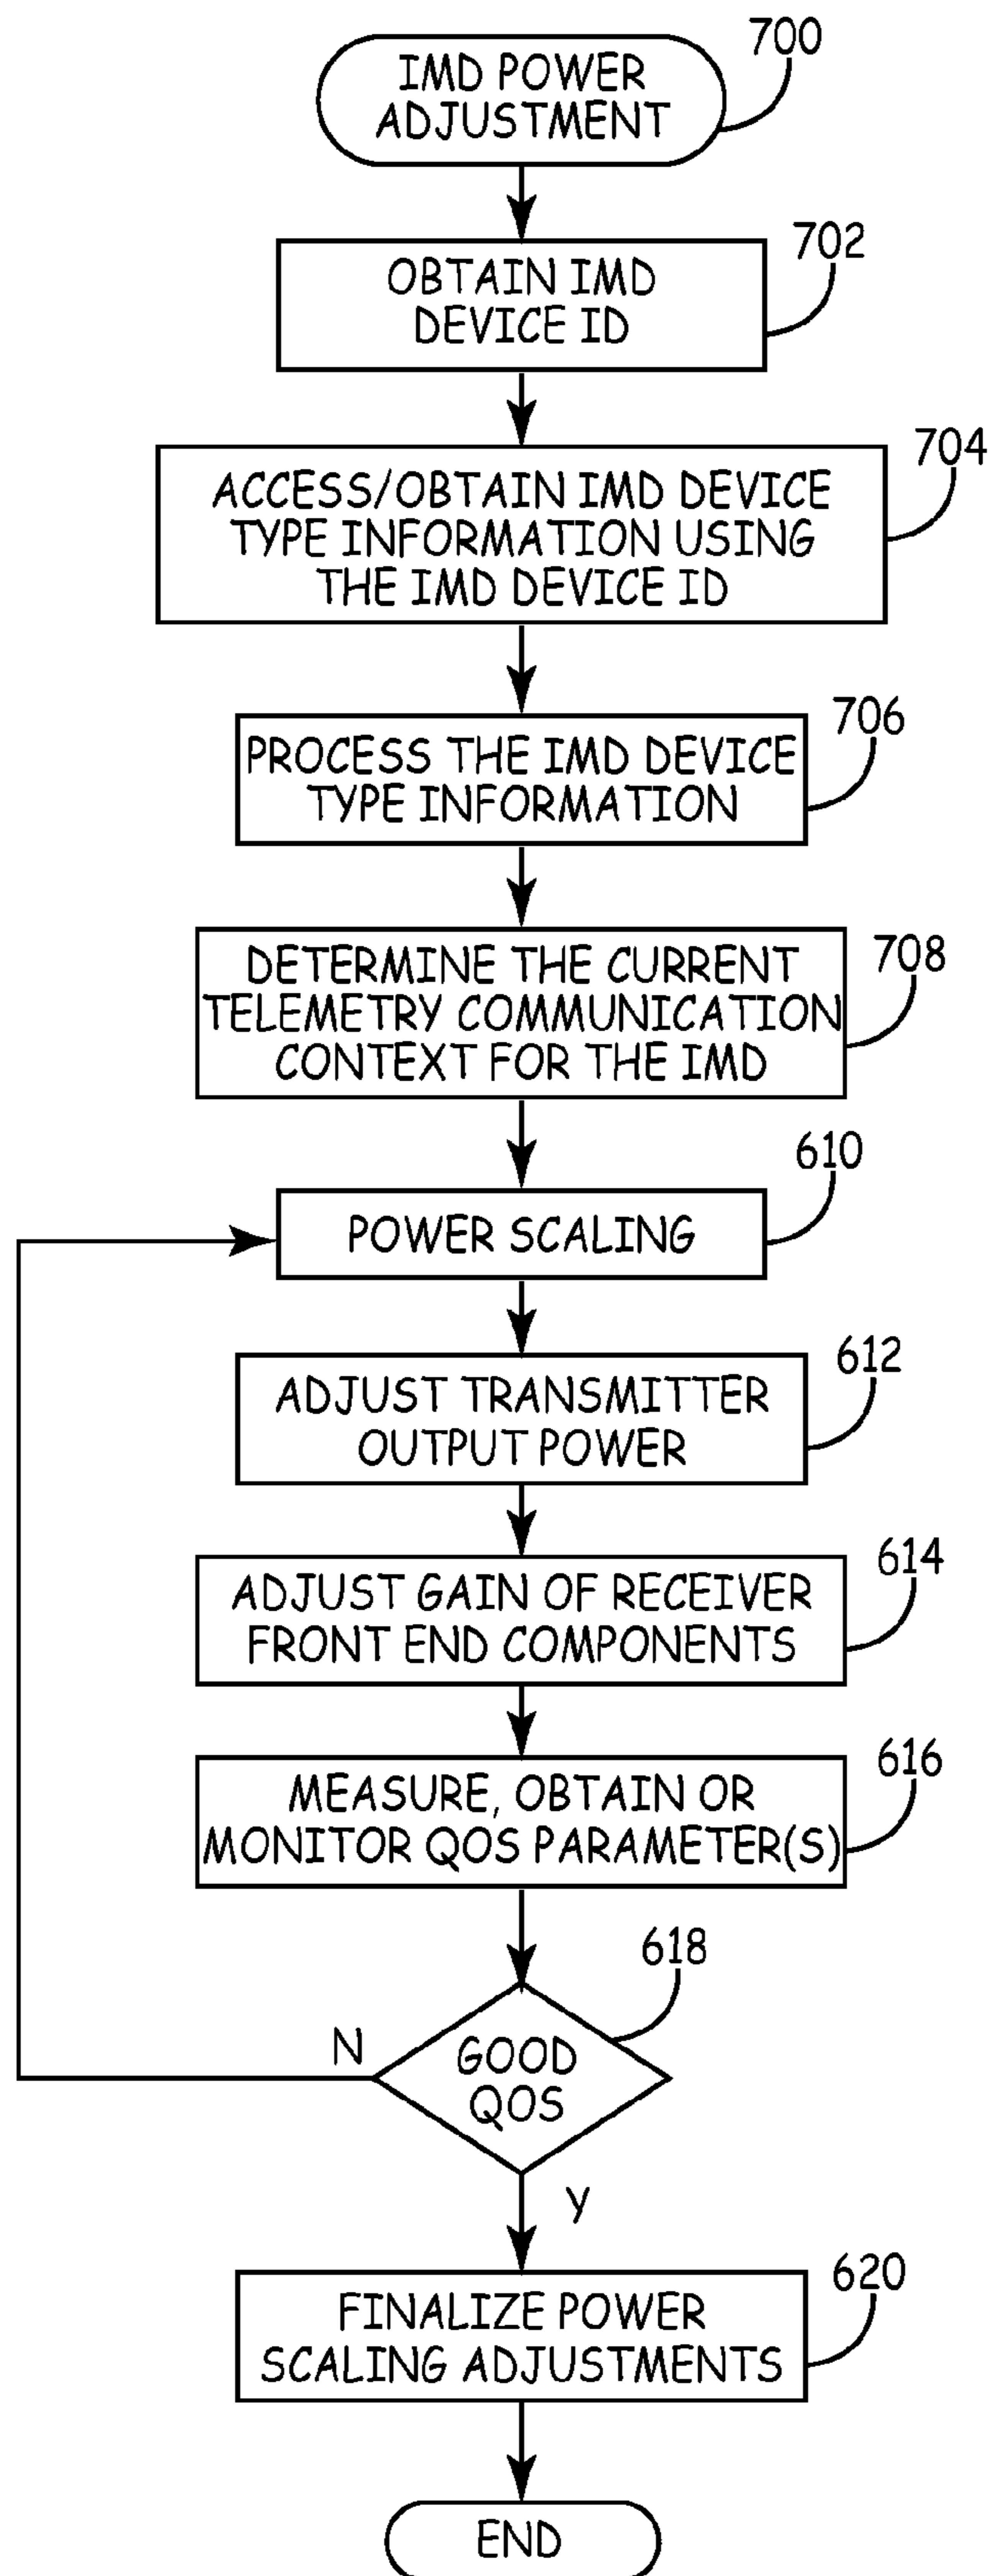 700
IMD POWER
ADJUSTMENT
702
OBTAIN IMD
DEVICE ID
704
ACCESS/OBTAIN IMD DEVICE
TYPE INFORMATION USING
THE IMD DEVICE ID
706
PROCESS THE IMD DEVICE
TYPE INFORMATION
708
DETERMINE THE CURRENT
TELEMETRY COMMUNICATION
CONTEXT FOR THE IMD
610
POWER SCALING
612
ADJUST TRANSMITTER
OUTPUT POWER
614
ADJUST GAIN OF RECEIVER
FRONT END COMPONENTS
616
MEASURE, OBTAIN OR
MONITOR QOS PARAMETER(S)
618
N
GOOD
QOS
Y
620
FINALIZE POWER
SCALING ADJUSTMENTS
END